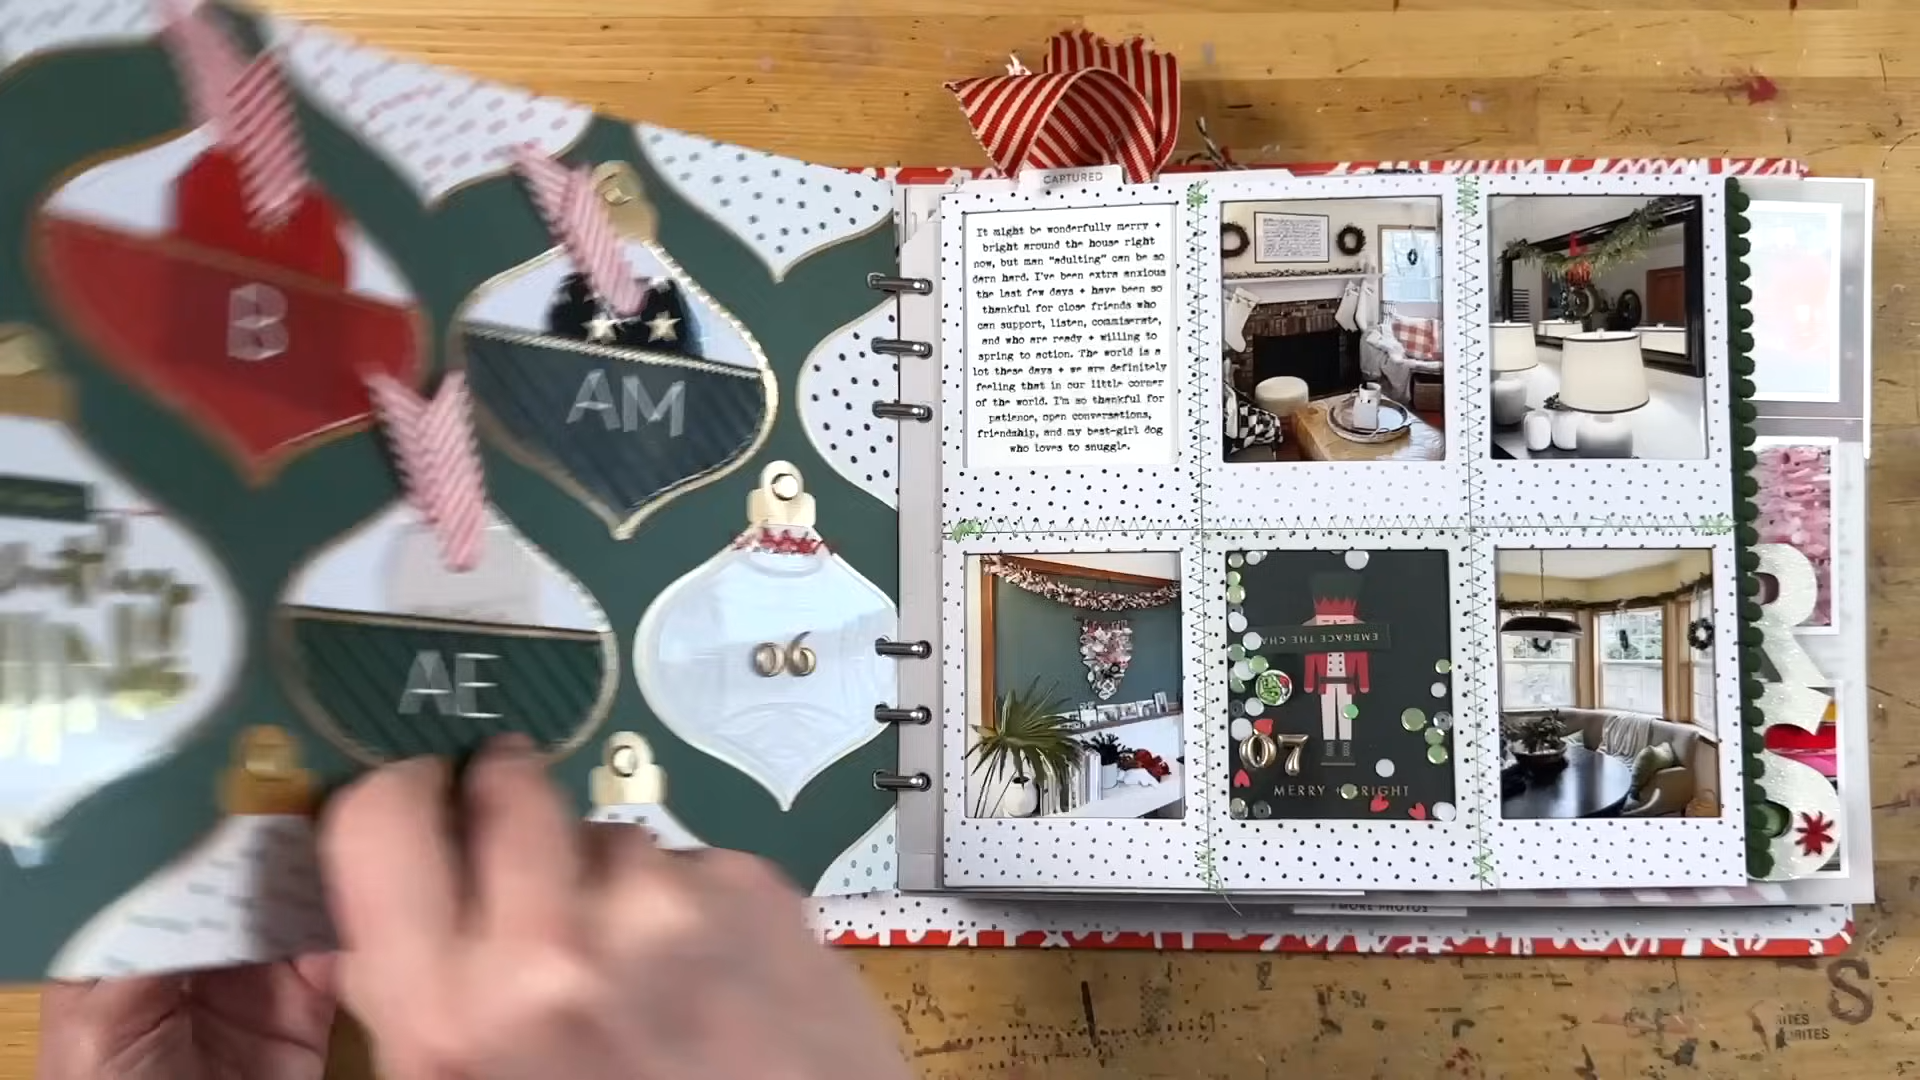 B
AM
AE
06
CAPTURED
It might be wonderfully merry +
bright around the house right
now, but man "adulting" can be so
darn hard. I've been extra anxious
the last few days + have been so
thankful for close friends who
can support, listen, commiserate,
and who are ready + willing to
spring to action. The world is a
lot these days + we are definitely
feeling that in our little corner
of the world. I'm so thankful for
patience, open conversations,
friendship, and my best-girl dog
who loves to snuggle.
EMBRACE THE CHA
07
MERRY + BRIGHT
MORE PHOTOS
R
S
S